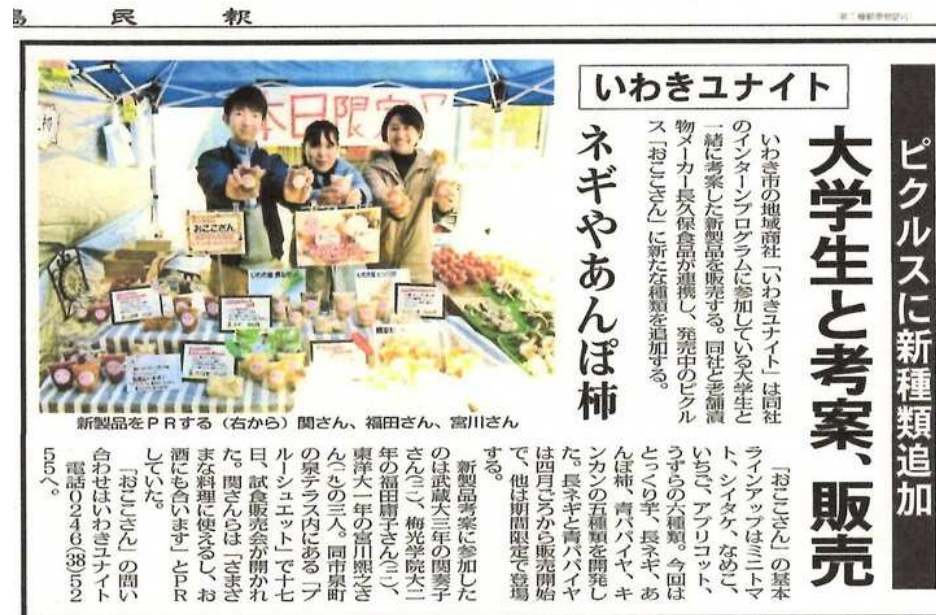 島民報
ピクルスに新種類追加
大学生と考案、販売
いわきユナイト
ネギやあんぽ柿
いわき市の地域商社「いわきユナイト」は同社
のインターンプログラムに参加している大学生と
一緒に考案した新製品を販売する。同社と老舗漬
物メーカー長久保食品が連携し、発売中のピクル
ス「おここさん」に新たな種類を追加する。
本日限定
おここさん
新製品をPRする（右から）関さん、福田さん、宮川さん
「おここさん」の基本
ラインアップはミニトマ
ト、シイタケ、なめこ、
いちご、アプリコット、
うずらの六種類。今回は
とっくり芋、長ネギ、あ
んぽ柿、青パパイヤ、キ
ンカンの五種類を開発し
た。長ネギと青パパイヤ
は四月ごろから販売開始
で、他は期間限定で登場
する。
新製品考案に参加した
のは武蔵大三年の関奏子
さん、梅光学院大二
年の福田庸子さん、
東洋大一年の宮川熙之さ
ん(一九)の三人。同市泉町
の泉テラス内にある「プ
ルーシュエット」で十七
日、試食販売会が開かれ
た。関さんらは「さまざ
まな料理に使えるし、お
酒にも合います」とPR
していた。
「おここさん」の問い
合わせはいわきユナイト
電話0246(38)52
55へ。